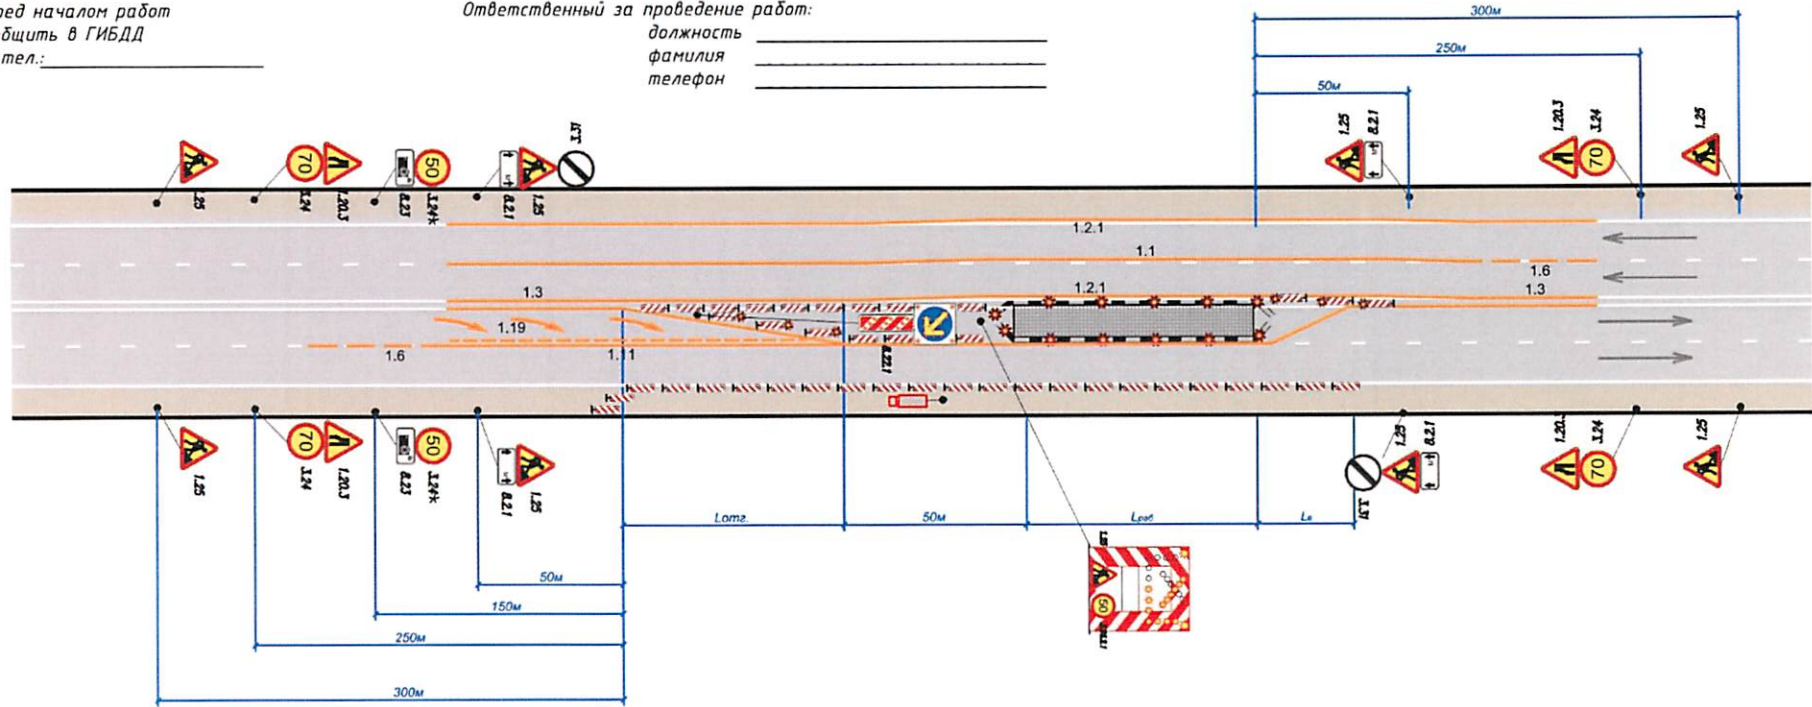 ред началом работ
общить в ГИБДД
тел.:
Ответственный за проведение работ:
должность
фамилия
телефон
300м
250м
50м
1.25
70
3.24
1.20.3
8.23
50
3.24*
8.2.1
1.25
3.31
1.25
8.2.1
1.20.3
3.24
70
1.25
1.2.1
1.1
1.6
1.3
1.2.1
1.3
1.19
1.6
1.11
8.22.1
1.25
70
3.24
1.20.3
8.23
50
3.24*
8.2.1
1.25
3.31
1.25
8.2.1
1.20.3
3.24
70
1.25
Lотг.
50м
Lраб
50м
150м
250м
300м
50